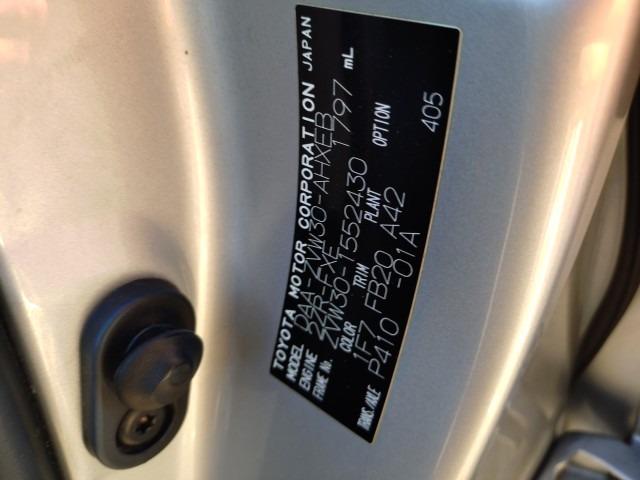 TOYOTA MOTOR CORPORATION JAPAN
MODEL DAA-ZVW30-AHXEB
ENGINE 2ZR-FXE 1797 mL
FRAME No. ZVW30-1552430
COLOR TRIM PLANT OPTION
1F7 FB20 A42 405
TRANS/AXLE P410 -01A